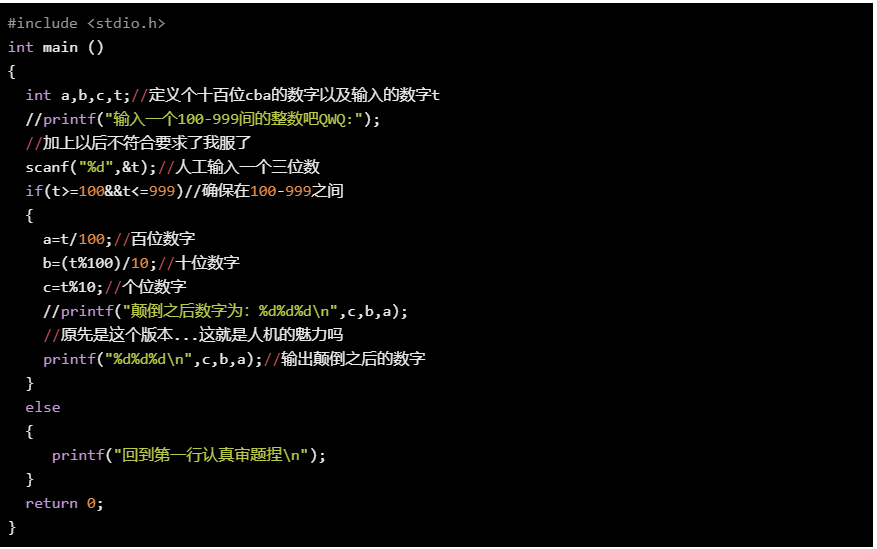 #include <stdio.h>
int main ()
{
int a,b,c,t;//定义个十百位cba的数字以及输入的数字t
//printf("输入一个100-999间的整数吧QWQ:");
//加上以后不符合要求了我服了
scanf("%d",&t);//人工输入一个三位数
if(t>=100&&t<=999)//确保在100-999之间
{
a=t/100;//百位数字
b=(t%100)/10;//十位数字
c=t%10;//个位数字
//printf("颠倒之后数字为: %d%d%d\n",c,b,a);
//原先是这个版本...这就是人机的魅力吗
printf("%d%d%d\n",c,b,a);//输出颠倒之后的数字
}
else
{
printf("回到第一行认真审题捏\n");
}
return 0;
}